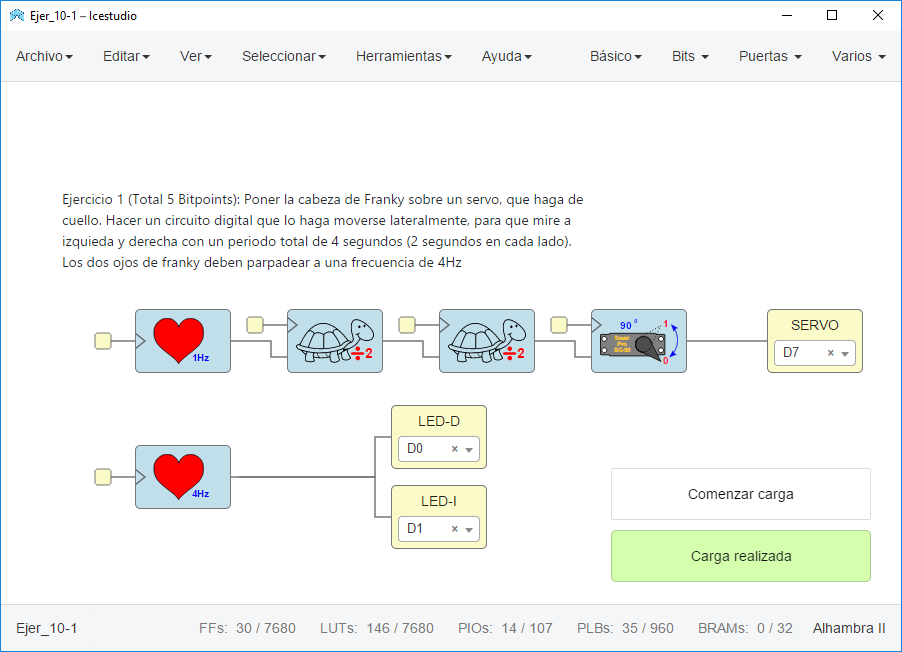 Ejer_10-1 – Icestudio
Archivo Editar Ver Seleccionar Herramientas Ayuda Básico Bits Puertas Varios
Ejercicio 1 (Total 5 Bitpoints): Poner la cabeza de Franky sobre un servo, que haga de
cuello. Hacer un circuito digital que lo haga moverse lateralmente, para que mire a
izquieda y derecha con un periodo total de 4 segundos (2 segundos en cada lado).
Los dos ojos de franky deben parpadear a una frecuencia de 4Hz
1Hz
÷2
÷2
90 º
1
Tower
Pro
SG-90
0
SERVO
D7 ×
4Hz
LED-D
D0 ×
LED-I
D1 ×
Comenzar carga
Carga realizada
Ejer_10-1 FFs: 30 / 7680 LUTs: 146 / 7680 PIOs: 14 / 107 PLBs: 35 / 960 BRAMs: 0 / 32 Alhambra II